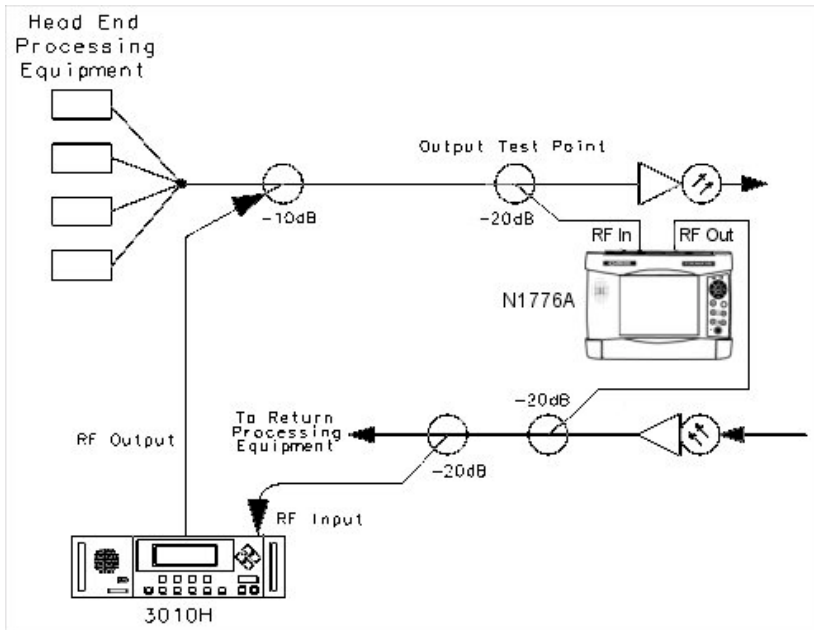 Head End
Processing
Equipment
Output Test Point
-10dB
-20dB
RF In
RF Out
N1776A
-20dB
To Return
Processing
Equipment
RF Output
-20dB
RF Input
3010H